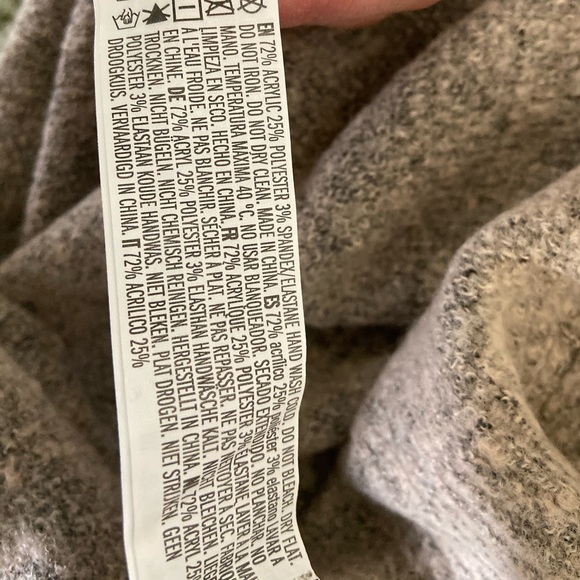 EN 72% ACRYLIC 25% POLYESTER 3% SPANDEX/ELASTANE HAND WASH COLD. DO NOT BLEACH. DRY FLAT.
DO NOT IRON. DO NOT DRY CLEAN. MADE IN CHINA. ES 72% acrílico 25% poliéster 3% elastano LAVAR A
MANO. TEMPERATURA MAXIMA 40 ºC. NO USAR BLANQUEADOR. SECADO EXTENDIDO. NO PLANCHAR. NO
LIMPIEZA EN SECO. HECHO EN CHINA. FR 72% ACRYLIQUE 25% POLYESTER 3% ELASTANE LAVER A LA
À L'EAU FROIDE. NE PAS BLANCHIR. SÉCHER À PLAT. NE PAS REPASSER. NE PAS NETTOYER À SEC.
EN CHINE. DE 72% ACRYL 25% POLYESTER 3% ELASTHAN HANDWÄSCHE KALT. NICHT BLEICHEN.
TROCKNEN. NICHT BÜGELN. NICHT CHEMISCH REINIGEN. HERGESTELLT IN CHINA. NL 72% ACRYL 25%
POLYESTER 3% ELASTAAN KOUDE HANDWAS. NIET BLEKEN. PLAT DROGEN. NIET STRIJKEN. GEEN
DROOGKUIS. VERVAARDIGD IN CHINA. IT 72% ACRILICO 25%